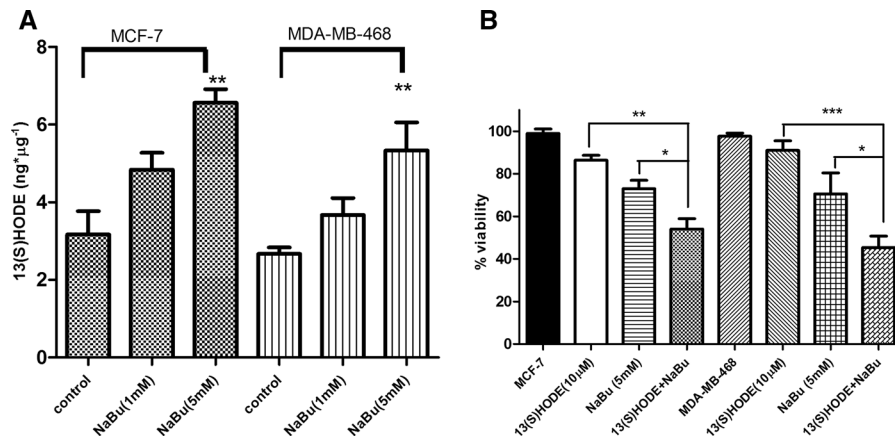 A
MCF-7
MDA-MB-468
13(S)HODE (ng*µg⁻¹)
8
6
4
2
0
**
**
control
NaBu(1mM)
NaBu(5mM)
control
NaBu(1mM)
NaBu(5mM)
B
% viability
100
80
60
40
20
0
**
*
***
*
MCF-7
13(S)HODE(10µM)
NaBu (5mM)
13(S)HODE+NaBu
MDA-MB-468
13(S)HODE(10µM)
NaBu (5mM)
13(S)HODE+NaBu